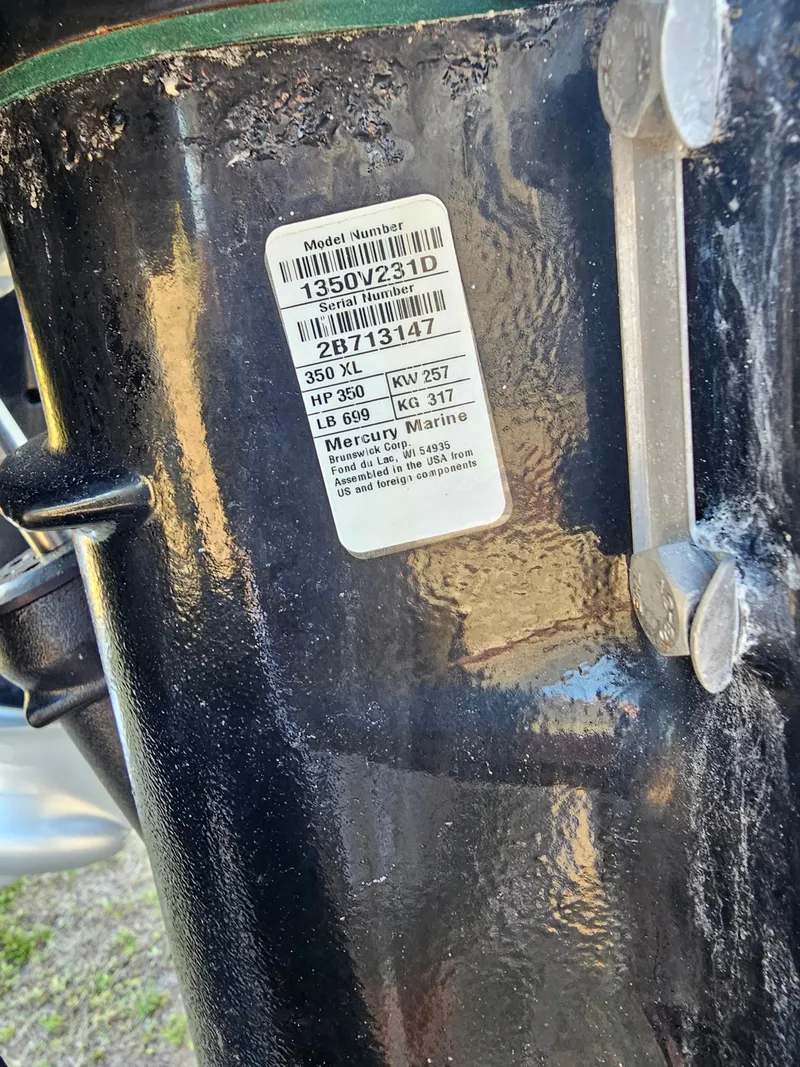 Model Number
1350V231D
Serial Number
2B713147
350 XL
HP 350 KW 257
LB 699 KG 317
Mercury Marine
Brunswick Corp.
Fond du Lac, WI 54935
Assembled in the USA from
US and foreign components